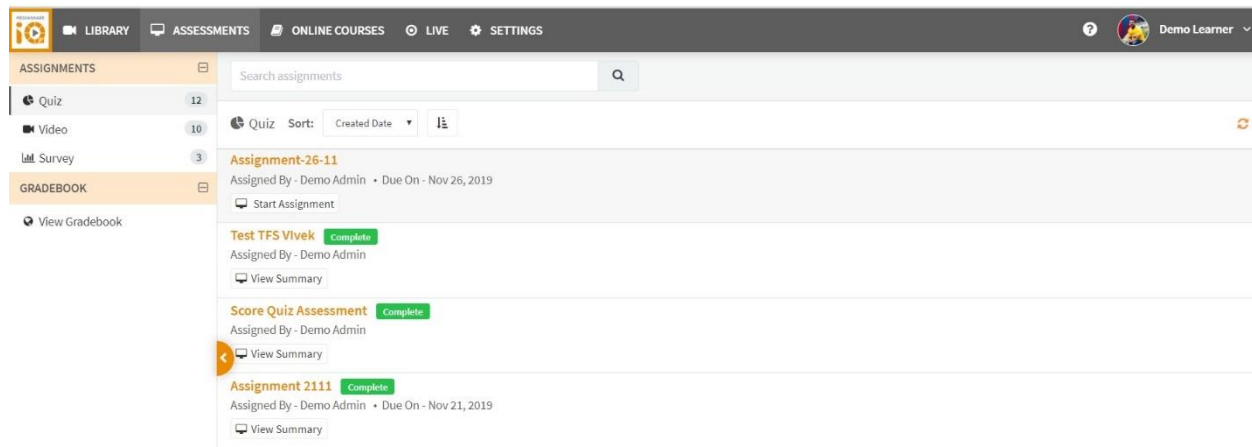 MEDIASHARE
iQ
LIBRARY ASSESSMENTS ONLINE COURSES LIVE SETTINGS Demo Learner
ASSIGNMENTS
Quiz 12
Video 10
Survey 3
GRADEBOOK
View Gradebook
Search assignments
Quiz Sort: Created Date
Assignment-26-11
Assigned By - Demo Admin • Due On - Nov 26, 2019
Start Assignment
Test TFS VIvek Complete
Assigned By - Demo Admin
View Summary
Score Quiz Assessment Complete
Assigned By - Demo Admin
View Summary
Assignment 2111 Complete
Assigned By - Demo Admin • Due On - Nov 21, 2019
View Summary